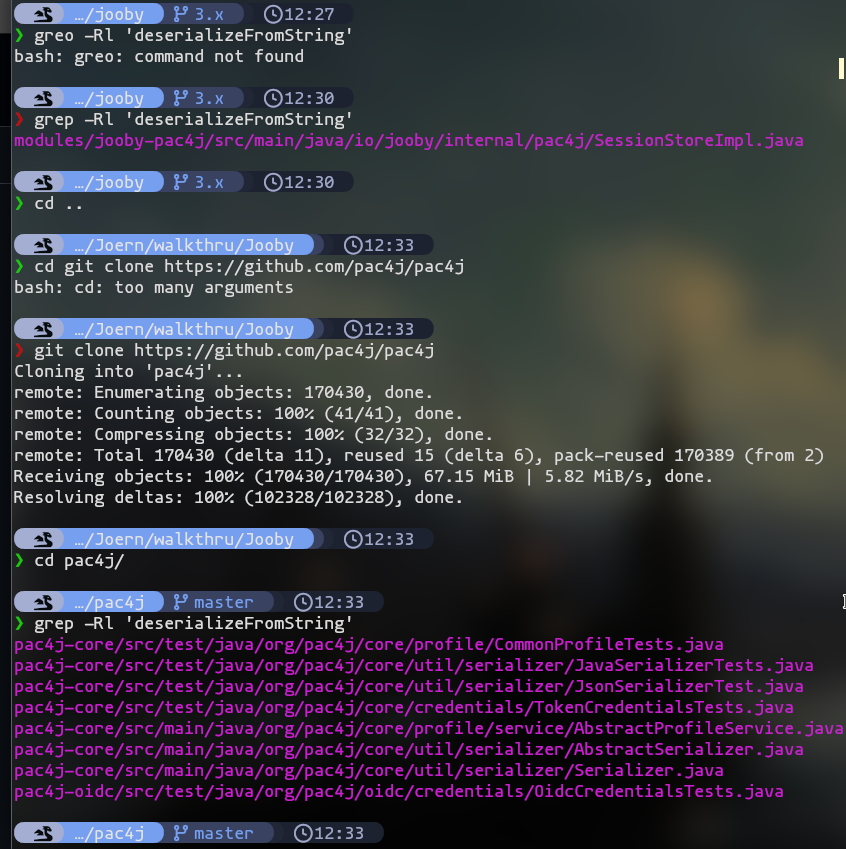 …/jooby 3.x 12:27
❯ greo -Rl 'deserializeFromString'
bash: greo: command not found
…/jooby 3.x 12:30
❯ grep -Rl 'deserializeFromString'
modules/jooby-pac4j/src/main/java/io/jooby/internal/pac4j/SessionStoreImpl.java
…/jooby 3.x 12:30
❯ cd ..
…/Joern/walkthru/Jooby 12:33
❯ cd git clone https://github.com/pac4j/pac4j
bash: cd: too many arguments
…/Joern/walkthru/Jooby 12:33
❯ git clone https://github.com/pac4j/pac4j
Cloning into 'pac4j'...
remote: Enumerating objects: 170430, done.
remote: Counting objects: 100% (41/41), done.
remote: Compressing objects: 100% (32/32), done.
remote: Total 170430 (delta 11), reused 15 (delta 6), pack-reused 170389 (from 2)
Receiving objects: 100% (170430/170430), 67.15 MiB | 5.82 MiB/s, done.
Resolving deltas: 100% (102328/102328), done.
…/Joern/walkthru/Jooby 12:33
❯ cd pac4j/
…/pac4j master 12:33
❯ grep -Rl 'deserializeFromString'
pac4j-core/src/test/java/org/pac4j/core/profile/CommonProfileTests.java
pac4j-core/src/test/java/org/pac4j/core/util/serializer/JavaSerializerTests.java
pac4j-core/src/test/java/org/pac4j/core/util/serializer/JsonSerializerTest.java
pac4j-core/src/test/java/org/pac4j/core/credentials/TokenCredentialsTests.java
pac4j-core/src/main/java/org/pac4j/core/profile/service/AbstractProfileService.java
pac4j-core/src/main/java/org/pac4j/core/util/serializer/AbstractSerializer.java
pac4j-core/src/main/java/org/pac4j/core/util/serializer/Serializer.java
pac4j-oidc/src/test/java/org/pac4j/oidc/credentials/OidcCredentialsTests.java
…/pac4j master 12:33